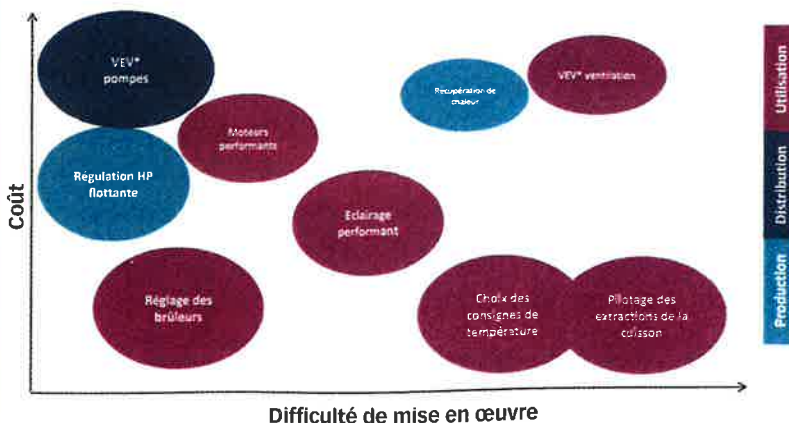 VEV*
pompes
VEV* ventilation
Récupération de
chaleur
Moteurs
performants
Régulation HP
flottante
Eclairage
performant
Réglage des
brûleurs
Choix des
consignes de
température
Pilotage des
extractions de la
cuisson
Coût
Difficulté de mise en œuvre
Utilisation
Distribution
Production